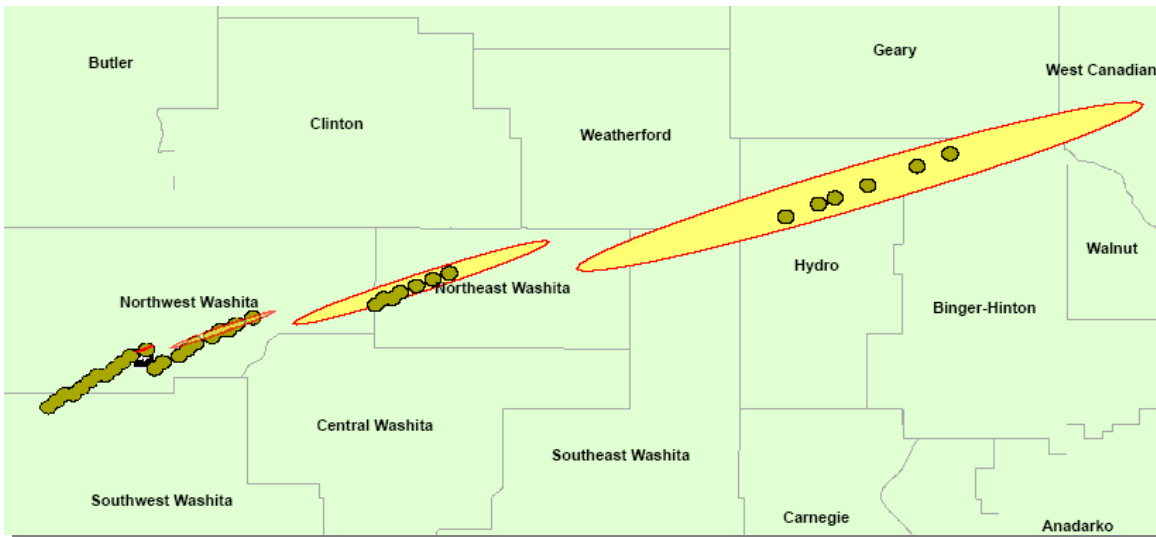 Geary
Butler
West Canadian
Clinton
Weatherford
Walnut
Hydro
Northeast Washita
Northwest Washita
Binger-Hinton
Central Washita
Southeast Washita
Southwest Washita
Carnegie
Anadarko